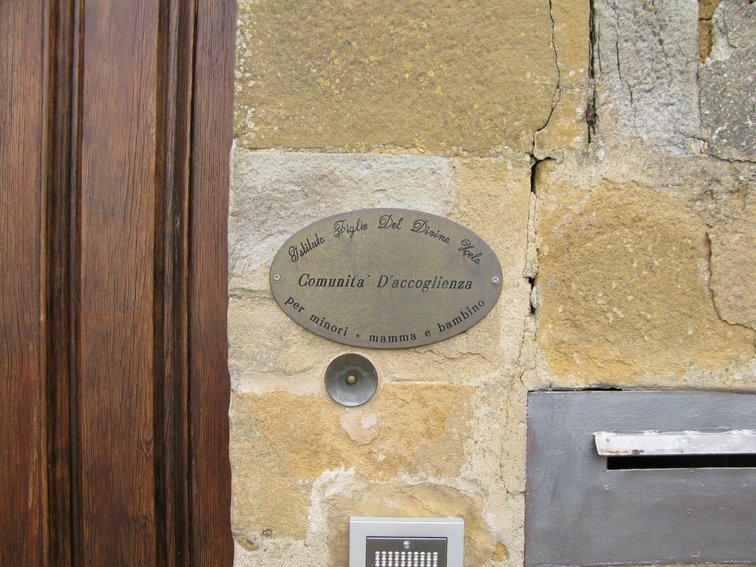 Istituto Figlie Del Divino Zelo
Comunita´ D´accoglienza
per minori * mamma e bambino